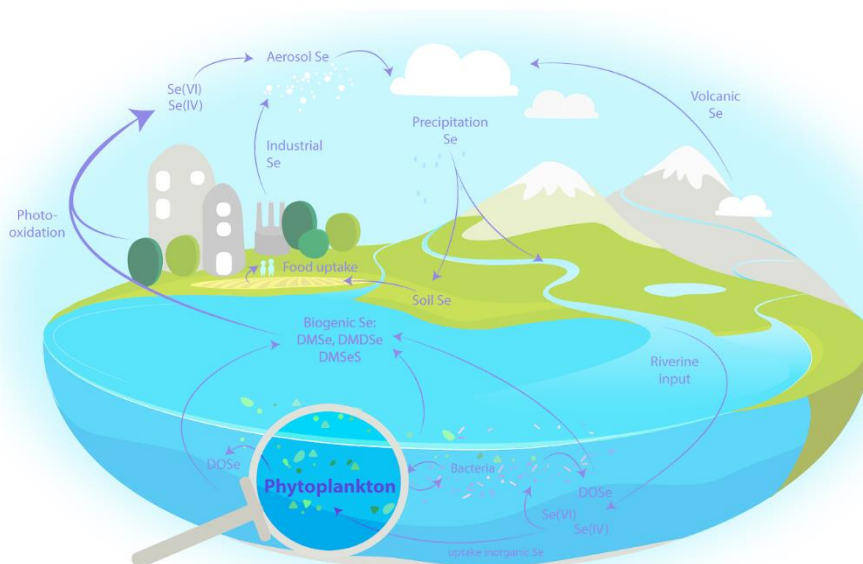 Aerosol Se
Se(VI)
Se(IV)
Volcanic
Se
Precipitation
Se
Industrial
Se
Photo-
oxidation
Food uptake
Soil Se
Biogenic Se:
DMSe, DMDSe
DMSeS
Riverine
input
DOSe
Bacteria
Phytoplankton
DOSe
Se(VI)
Se(IV)
uptake inorganic Se